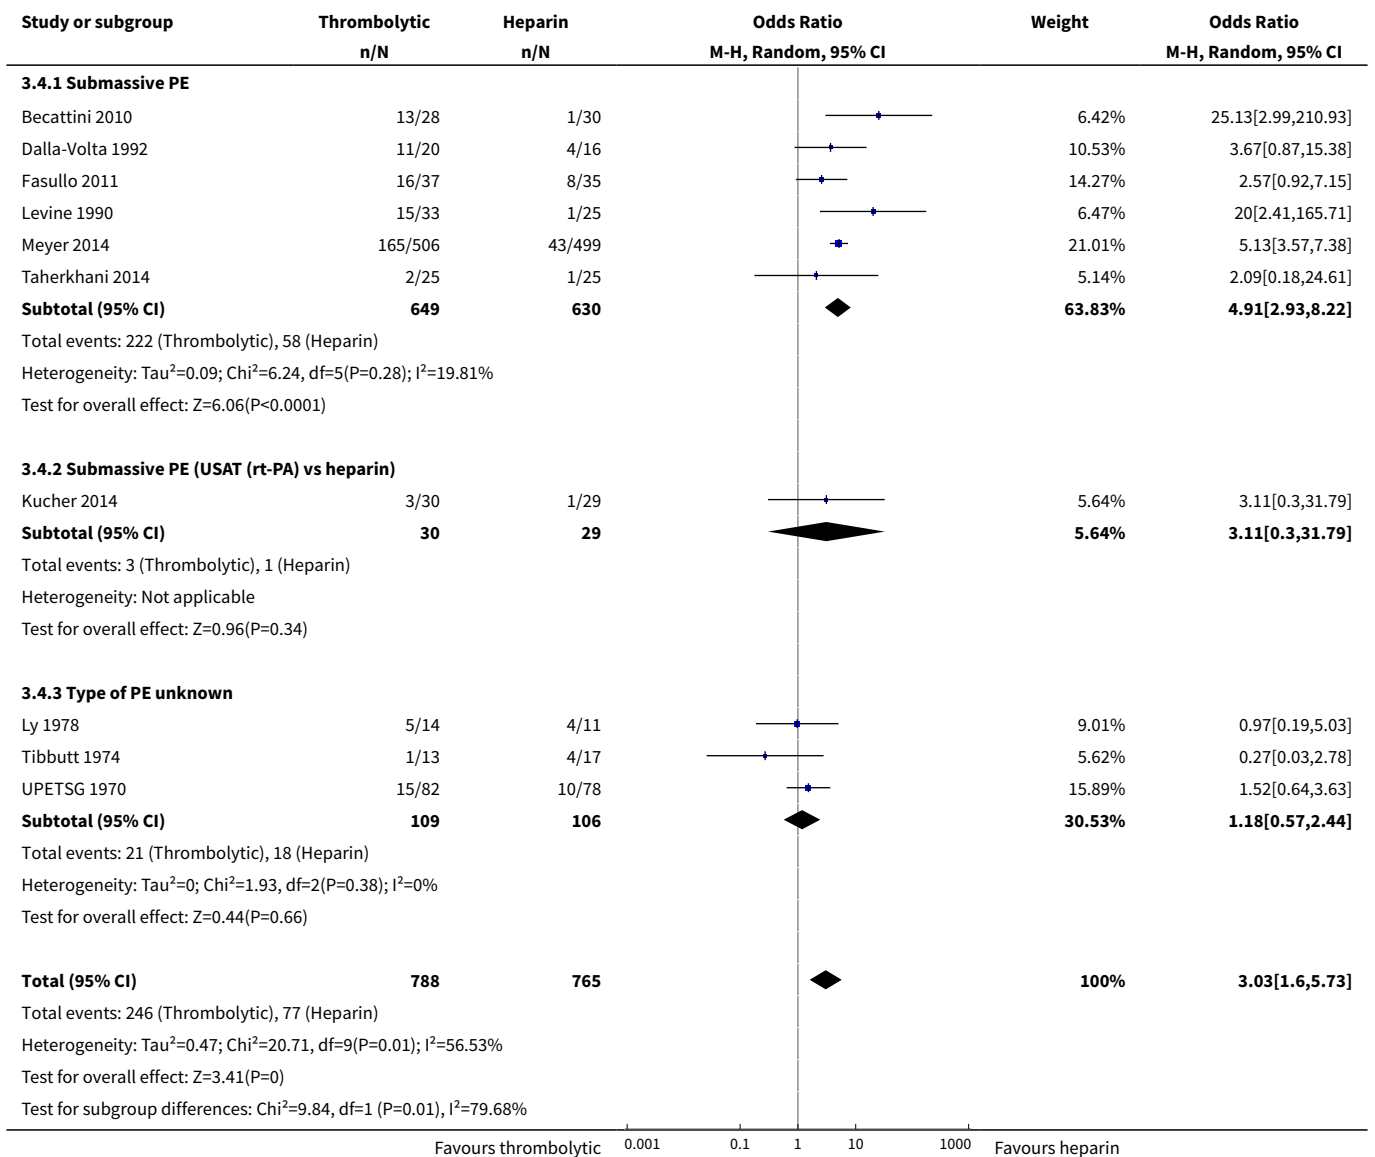 Study or subgroup Thrombolytic Heparin Odds Ratio Weight Odds Ratio
n/N n/N M-H, Random, 95% CI M-H, Random, 95% CI
3.4.1 Submassive PE
Becattini 2010 13/28 1/30 6.42% 25.13[2.99,210.93]
Dalla-Volta 1992 11/20 4/16 10.53% 3.67[0.87,15.38]
Fasullo 2011 16/37 8/35 14.27% 2.57[0.92,7.15]
Levine 1990 15/33 1/25 6.47% 20[2.41,165.71]
Meyer 2014 165/506 43/499 21.01% 5.13[3.57,7.38]
Taherkhani 2014 2/25 1/25 5.14% 2.09[0.18,24.61]
Subtotal (95% CI) 649 630 63.83% 4.91[2.93,8.22]
Total events: 222 (Thrombolytic), 58 (Heparin)
Heterogeneity: Tau²=0.09; Chi²=6.24, df=5(P=0.28); I²=19.81%
Test for overall effect: Z=6.06(P<0.0001)
3.4.2 Submassive PE (USAT (rt-PA) vs heparin)
Kucher 2014 3/30 1/29 5.64% 3.11[0.3,31.79]
Subtotal (95% CI) 30 29 5.64% 3.11[0.3,31.79]
Total events: 3 (Thrombolytic), 1 (Heparin)
Heterogeneity: Not applicable
Test for overall effect: Z=0.96(P=0.34)
3.4.3 Type of PE unknown
Ly 1978 5/14 4/11 9.01% 0.97[0.19,5.03]
Tibbutt 1974 1/13 4/17 5.62% 0.27[0.03,2.78]
UPETSG 1970 15/82 10/78 15.89% 1.52[0.64,3.63]
Subtotal (95% CI) 109 106 30.53% 1.18[0.57,2.44]
Total events: 21 (Thrombolytic), 18 (Heparin)
Heterogeneity: Tau²=0; Chi²=1.93, df=2(P=0.38); I²=0%
Test for overall effect: Z=0.44(P=0.66)
Total (95% CI) 788 765 100% 3.03[1.6,5.73]
Total events: 246 (Thrombolytic), 77 (Heparin)
Heterogeneity: Tau²=0.47; Chi²=20.71, df=9(P=0.01); I²=56.53%
Test for overall effect: Z=3.41(P=0)
Test for subgroup differences: Chi²=9.84, df=1 (P=0.01), I²=79.68%
Favours thrombolytic 0.001 0.1 1 10 1000 Favours heparin